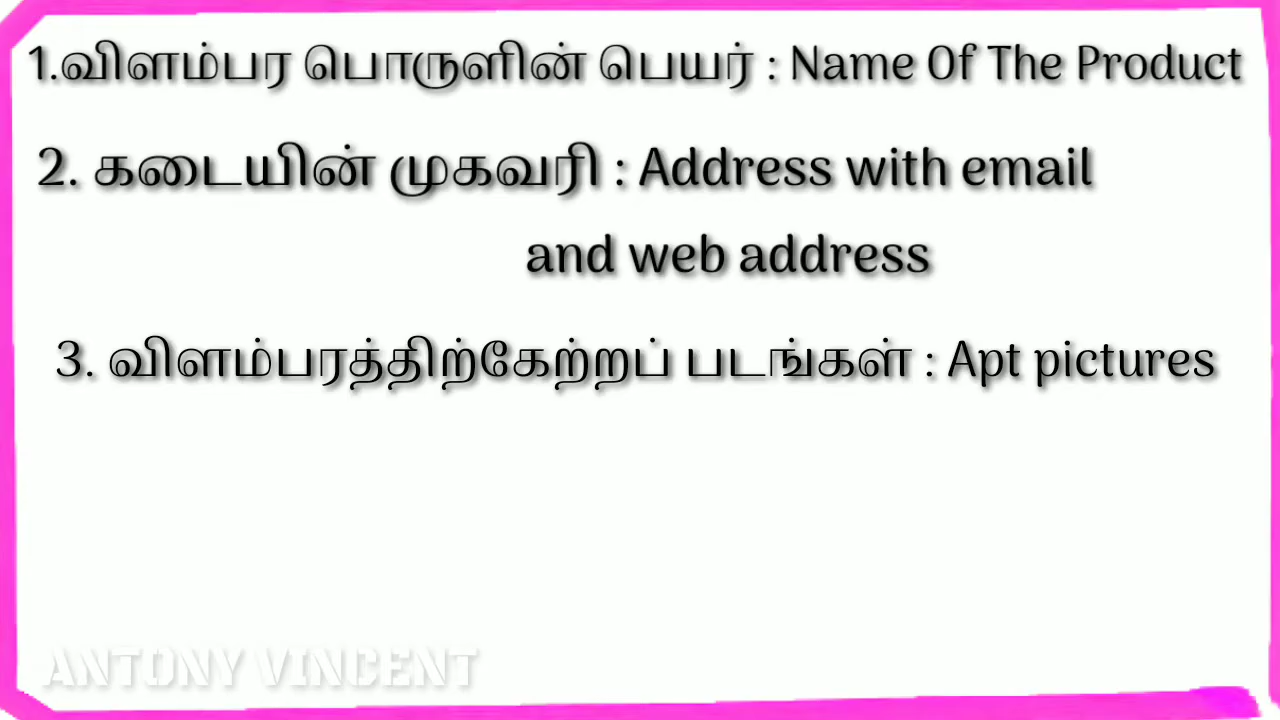 1.விளம்பர பொருளின் பெயர் : Name Of The Product
2. கடையின் முகவரி : Address with email
and web address
3. விளம்பரத்திற்கேற்றப் படங்கள் : Apt pictures
ANTONY VINCENT